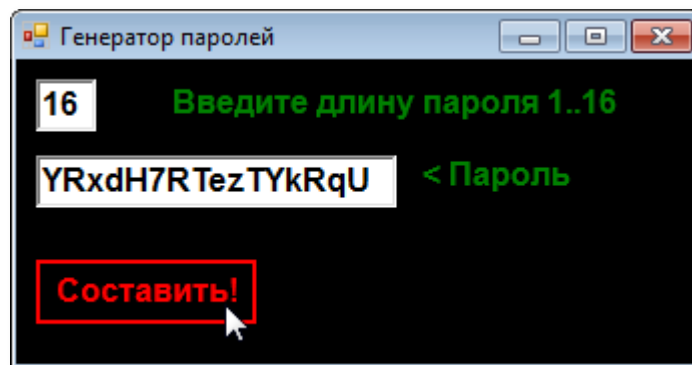 Генератор паролей
16 Введите длину пароля 1..16
YRxdH7RTezTYkRqU < Пароль
Составить!